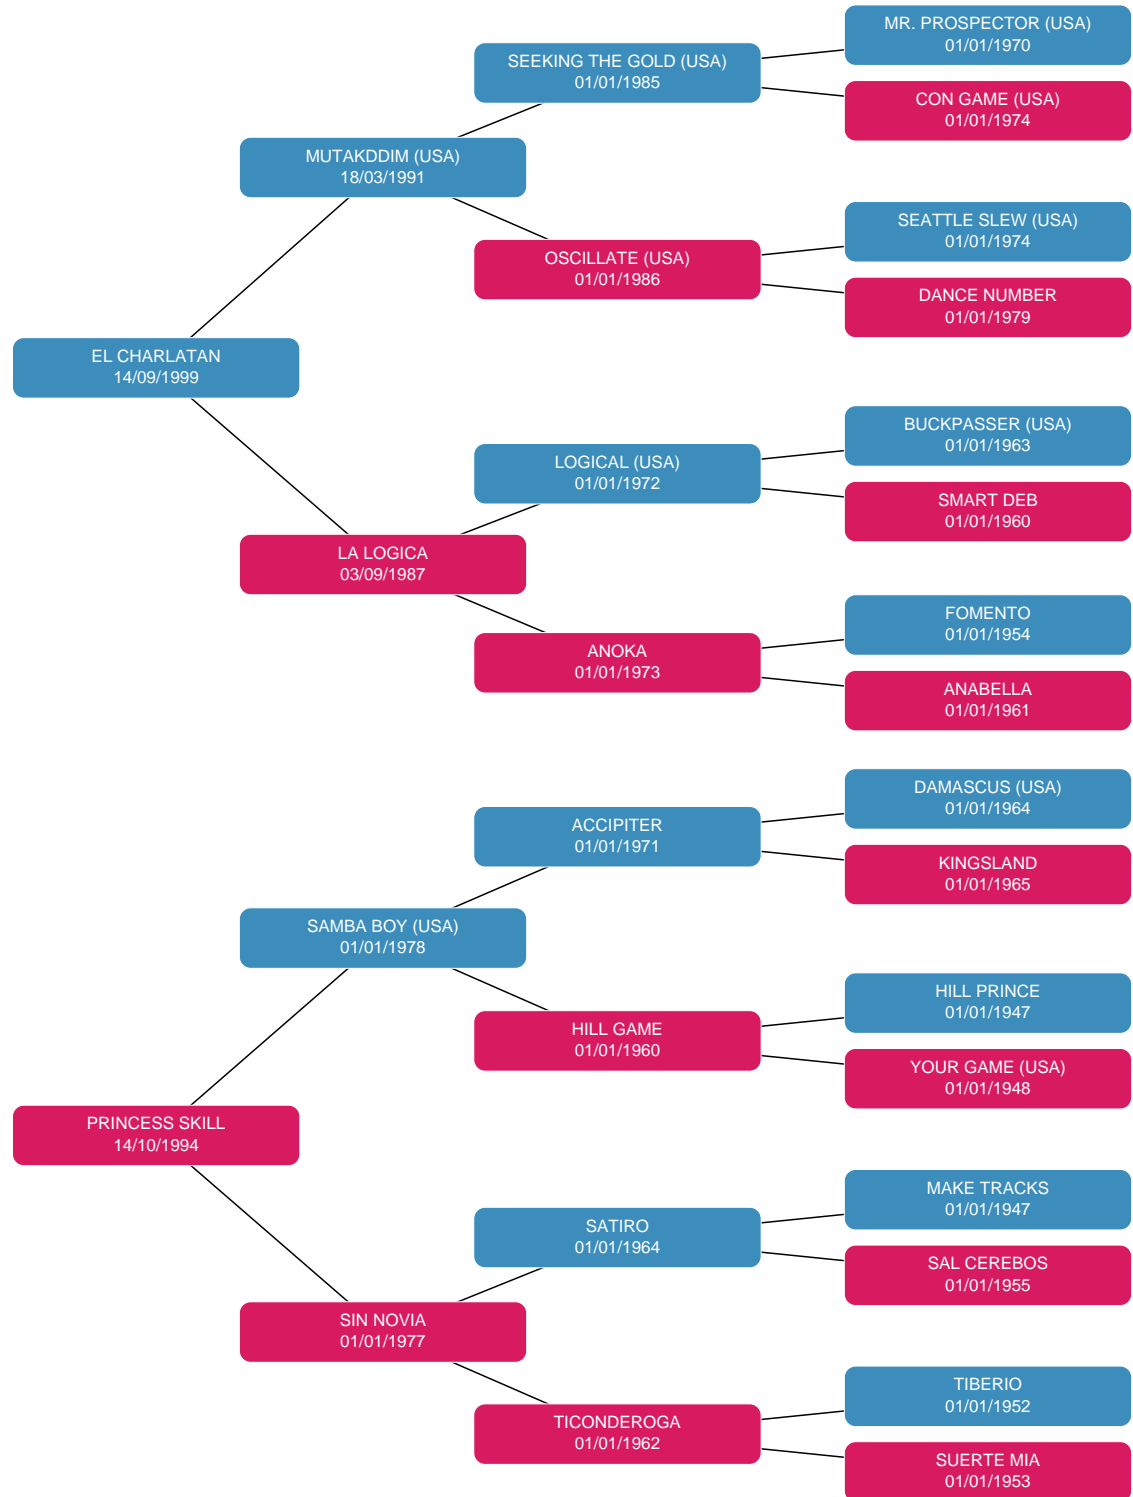 MR. PROSPECTOR (USA)
01/01/1970
SEEKING THE GOLD (USA)
01/01/1985
CON GAME (USA)
01/01/1974
MUTAKDDIM (USA)
18/03/1991
SEATTLE SLEW (USA)
01/01/1974
OSCILLATE (USA)
01/01/1986
DANCE NUMBER
01/01/1979
EL CHARLATAN
14/09/1999
BUCKPASSER (USA)
01/01/1963
LOGICAL (USA)
01/01/1972
SMART DEB
01/01/1960
LA LOGICA
03/09/1987
FOMENTO
01/01/1954
ANOKA
01/01/1973
ANABELLA
01/01/1961
DAMASCUS (USA)
01/01/1964
ACCIPITER
01/01/1971
KINGSLAND
01/01/1965
SAMBA BOY (USA)
01/01/1978
HILL PRINCE
01/01/1947
HILL GAME
01/01/1960
YOUR GAME (USA)
01/01/1948
PRINCESS SKILL
14/10/1994
MAKE TRACKS
01/01/1947
SATIRO
01/01/1964
SAL CEREBOS
01/01/1955
SIN NOVIA
01/01/1977
TIBERIO
01/01/1952
TICONDEROGA
01/01/1962
SUERTE MIA
01/01/1953